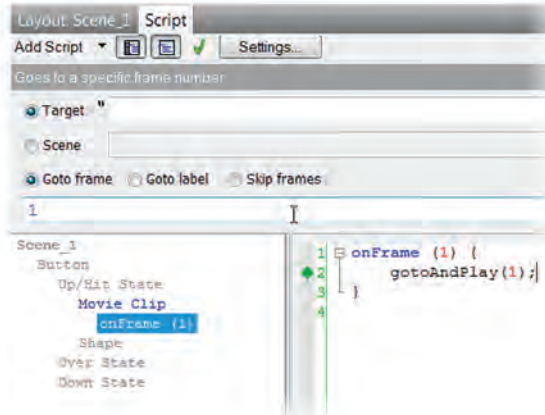 Layout: Scene_1 Script
Add Script Settings...
Goes to a specific frame number
Target "
Scene
Goto frame Goto label Skip frames
1
Scene_1
Button
Up/Hit State
Movie Clip
onFrame (1)
Shape
Over State
Down State
1 onFrame (1) {
2 gotoAndPlay(1);
3 }
4